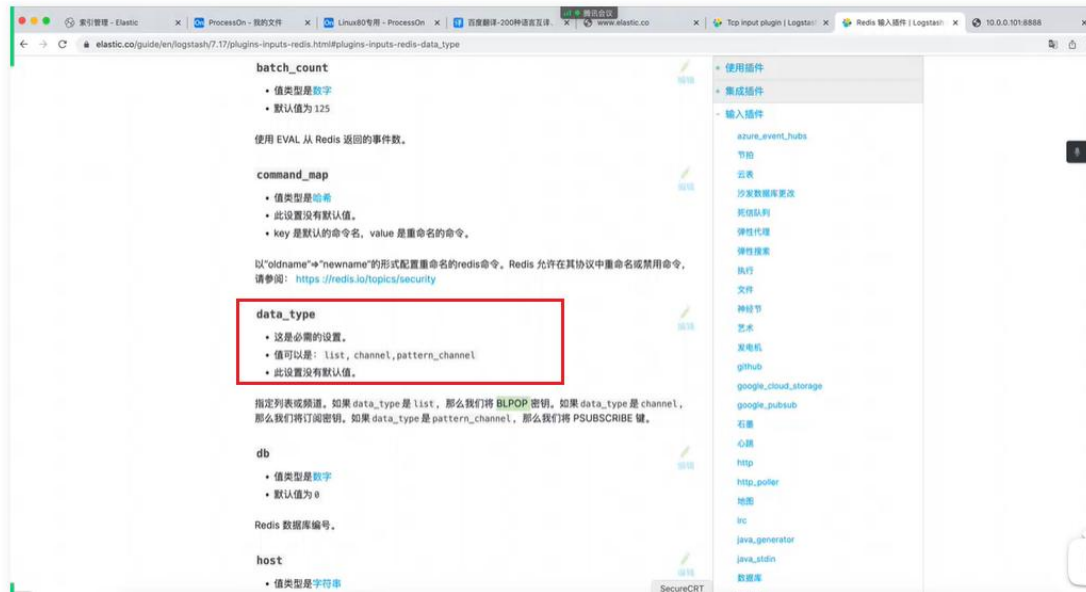 索引管理 - Elastic
ProcessOn - 我的文件
Linux80专用 - ProcessOn
百度翻译-200种语言互译、
腾讯会议
www.elastic.co
Tcp input plugin | Logstash
Redis 输入插件 | Logstash
10.0.0.101:8888
elastic.co/guide/en/logstash/7.17/plugins-inputs-redis.html#plugins-inputs-redis-data_type
batch_count
编辑
• 值类型是数字
• 默认值为 125
使用 EVAL 从 Redis 返回的事件数。
command_map
编辑
• 值类型是哈希
• 此设置没有默认值。
• key 是默认的命令名，value 是重命名的命令。
以"oldname"⇒"newname"的形式配置重命名的redis命令。Redis 允许在其协议中重命名或禁用命令，
请参阅： https ://redis.io/topics/security
data_type
编辑
• 这是必需的设置。
• 值可以是： list, channel,pattern_channel
• 此设置没有默认值。
指定列表或频道。如果 data_type 是 list， 那么我们将 BLPOP 密钥。如果 data_type 是 channel，
那么我们将订阅密钥。如果 data_type 是 pattern_channel， 那么我们将 PSUBSCRIBE 键。
db
编辑
• 值类型是数字
• 默认值为 0
Redis 数据库编号。
host
编辑
• 值类型是字符串
+ 使用插件
+ 集成插件
- 输入插件
azure_event_hubs
节拍
云表
沙发数据库更改
死信队列
弹性代理
弹性搜索
执行
文件
神经节
艺术
发电机
github
google_cloud_storage
google_pubsub
石墨
心跳
http
http_poller
地图
irc
java_generator
java_stdin
数据库
SecureCRT